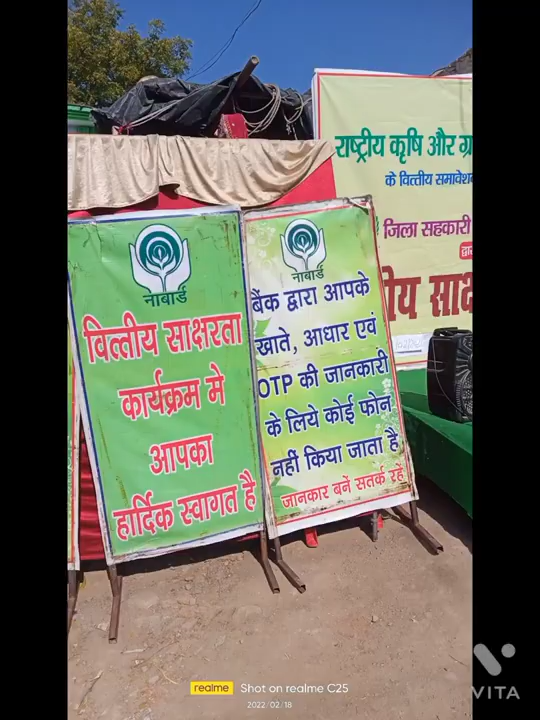 राष्ट्रीय कृषि और
के वित्तीय समावेशन
जिला सहकारी
नाबार्ड
वित्तीय साक्षरता
कार्यक्रम मे
आपका
हार्दिक स्वागत है
नाबार्ड
बैंक द्वारा आपके
खाते, आधार एवं
OTP की जानकारी
के लिये कोई फोन
नहीं किया जाता है
जानकार बनें सतर्क रहें
realme Shot on realme C25
2022/02/18
VITA